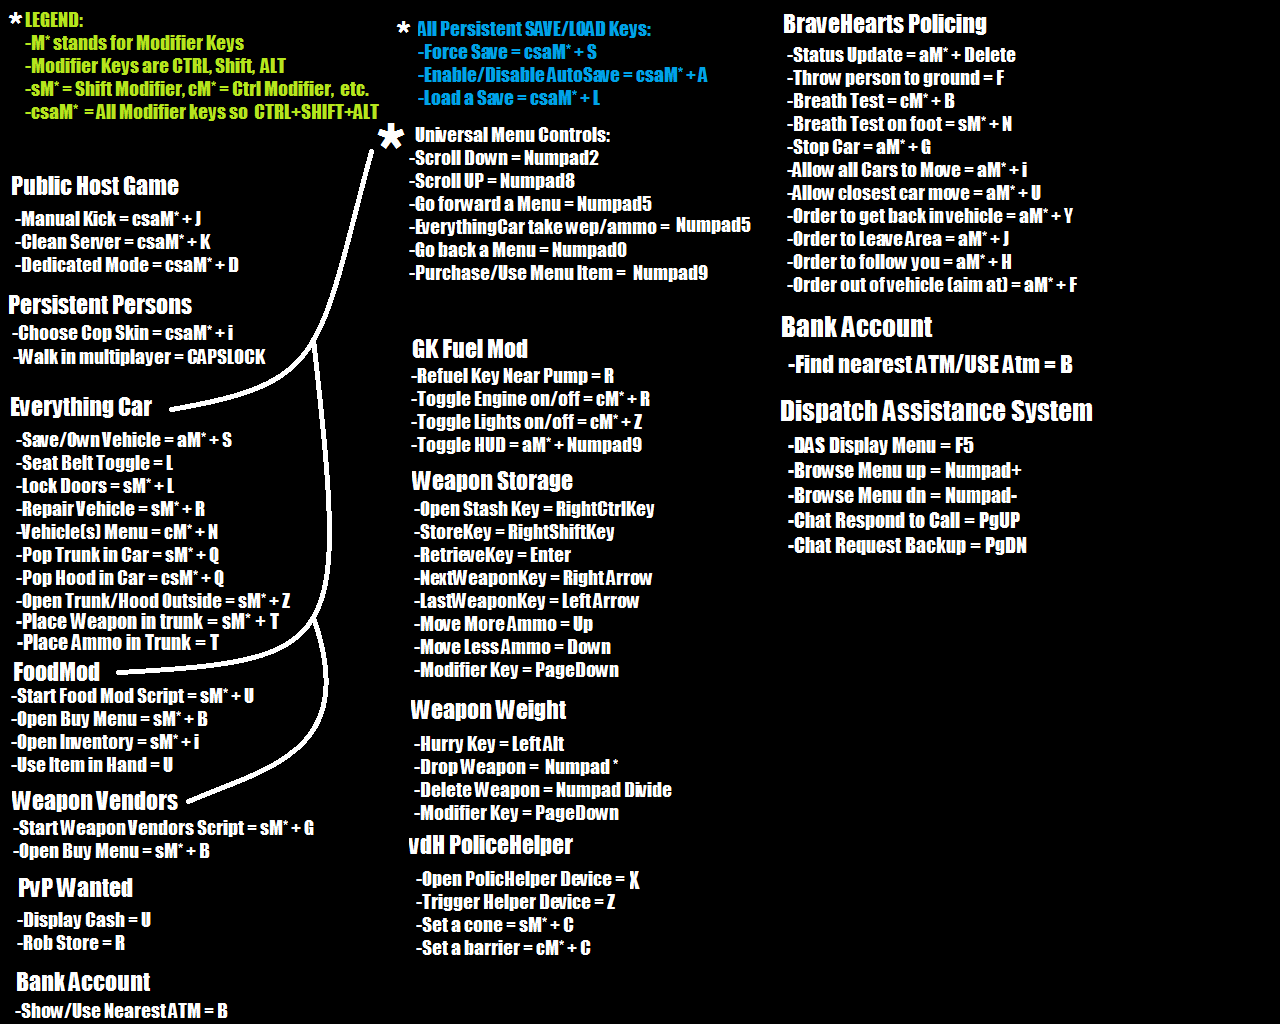 * LEGEND:
-M* stands for Modifier Keys
-Modifier Keys are CTRL, Shift, ALT
-sM* = Shift Modifier, cM* = Ctrl Modifier, etc.
-csaM* = All Modifier keys so CTRL+SHIFT+ALT
Public Host Game
-Manual Kick = csaM* + J
-Clean Server = csaM* + K
-Dedicated Mode = csaM* + D
Persistent Persons
-Choose Cop Skin = csaM* + i
-Walk in multiplayer = CAPSLOCK
Everything Car
-Save/Own Vehicle = aM* + S
-Seat Belt Toggle = L
-Lock Doors = sM* + L
-Repair Vehicle = sM* + R
-Vehicle(s) Menu = cM* + N
-Pop Trunk in Car = sM* + Q
-Pop Hood in Car = csM* + Q
-Open Trunk/Hood Outside = sM* + Z
-Place Weapon in trunk = sM* + T
-Place Ammo in Trunk = T
FoodMod
-Start Food Mod Script = sM* + U
-Open Buy Menu = sM* + B
-Open Inventory = sM* + i
-Use Item in Hand = U
Weapon Vendors
-Start Weapon Vendors Script = sM* + G
-Open Buy Menu = sM* + B
PvP Wanted
-Display Cash = U
-Rob Store = R
Bank Account
-Show/Use Nearest ATM = B
* All Persistent SAVE/LOAD Keys:
-Force Save = csaM* + S
-Enable/Disable AutoSave = csaM* + A
-Load a Save = csaM* + L
* Universal Menu Controls:
-Scroll Down = Numpad2
-Scroll UP = Numpad8
-Go forward a Menu = Numpad5
-EverythingCar take wep/ammo = Numpad5
-Go back a Menu = Numpad0
-Purchase/Use Menu Item = Numpad9
GK Fuel Mod
-Refuel Key Near Pump = R
-Toggle Engine on/off = cM* + R
-Toggle Lights on/off = cM* + Z
-Toggle HUD = aM* + Numpad9
Weapon Storage
-Open Stash Key = RightCtrlKey
-StoreKey = RightShiftKey
-RetrieveKey = Enter
-NextWeaponKey = Right Arrow
-LastWeaponKey = Left Arrow
-Move More Ammo = Up
-Move Less Ammo = Down
-Modifier Key = PageDown
Weapon Weight
-Hurry Key = Left Alt
-Drop Weapon = Numpad *
-Delete Weapon = Numpad Divide
-Modifier Key = PageDown
vdH PoliceHelper
-Open PolicHelper Device = X
-Trigger Helper Device = Z
-Set a cone = sM* + C
-Set a barrier = cM* + C
BraveHearts Policing
-Status Update = aM* + Delete
-Throw person to ground = F
-Breath Test = cM* + B
-Breath Test on foot = sM* + N
-Stop Car = aM* + G
-Allow all Cars to Move = aM* + i
-Allow closest car move = aM* + U
-Order to get back in vehicle = aM* + Y
-Order to Leave Area = aM* + J
-Order to follow you = aM* + H
-Order out of vehicle (aim at) = aM* + F
Bank Account
-Find nearest ATM/USE Atm = B
Dispatch Assistance System
-DAS Display Menu = F5
-Browse Menu up = Numpad+
-Browse Menu dn = Numpad-
-Chat Respond to Call = PgUP
-Chat Request Backup = PgDN